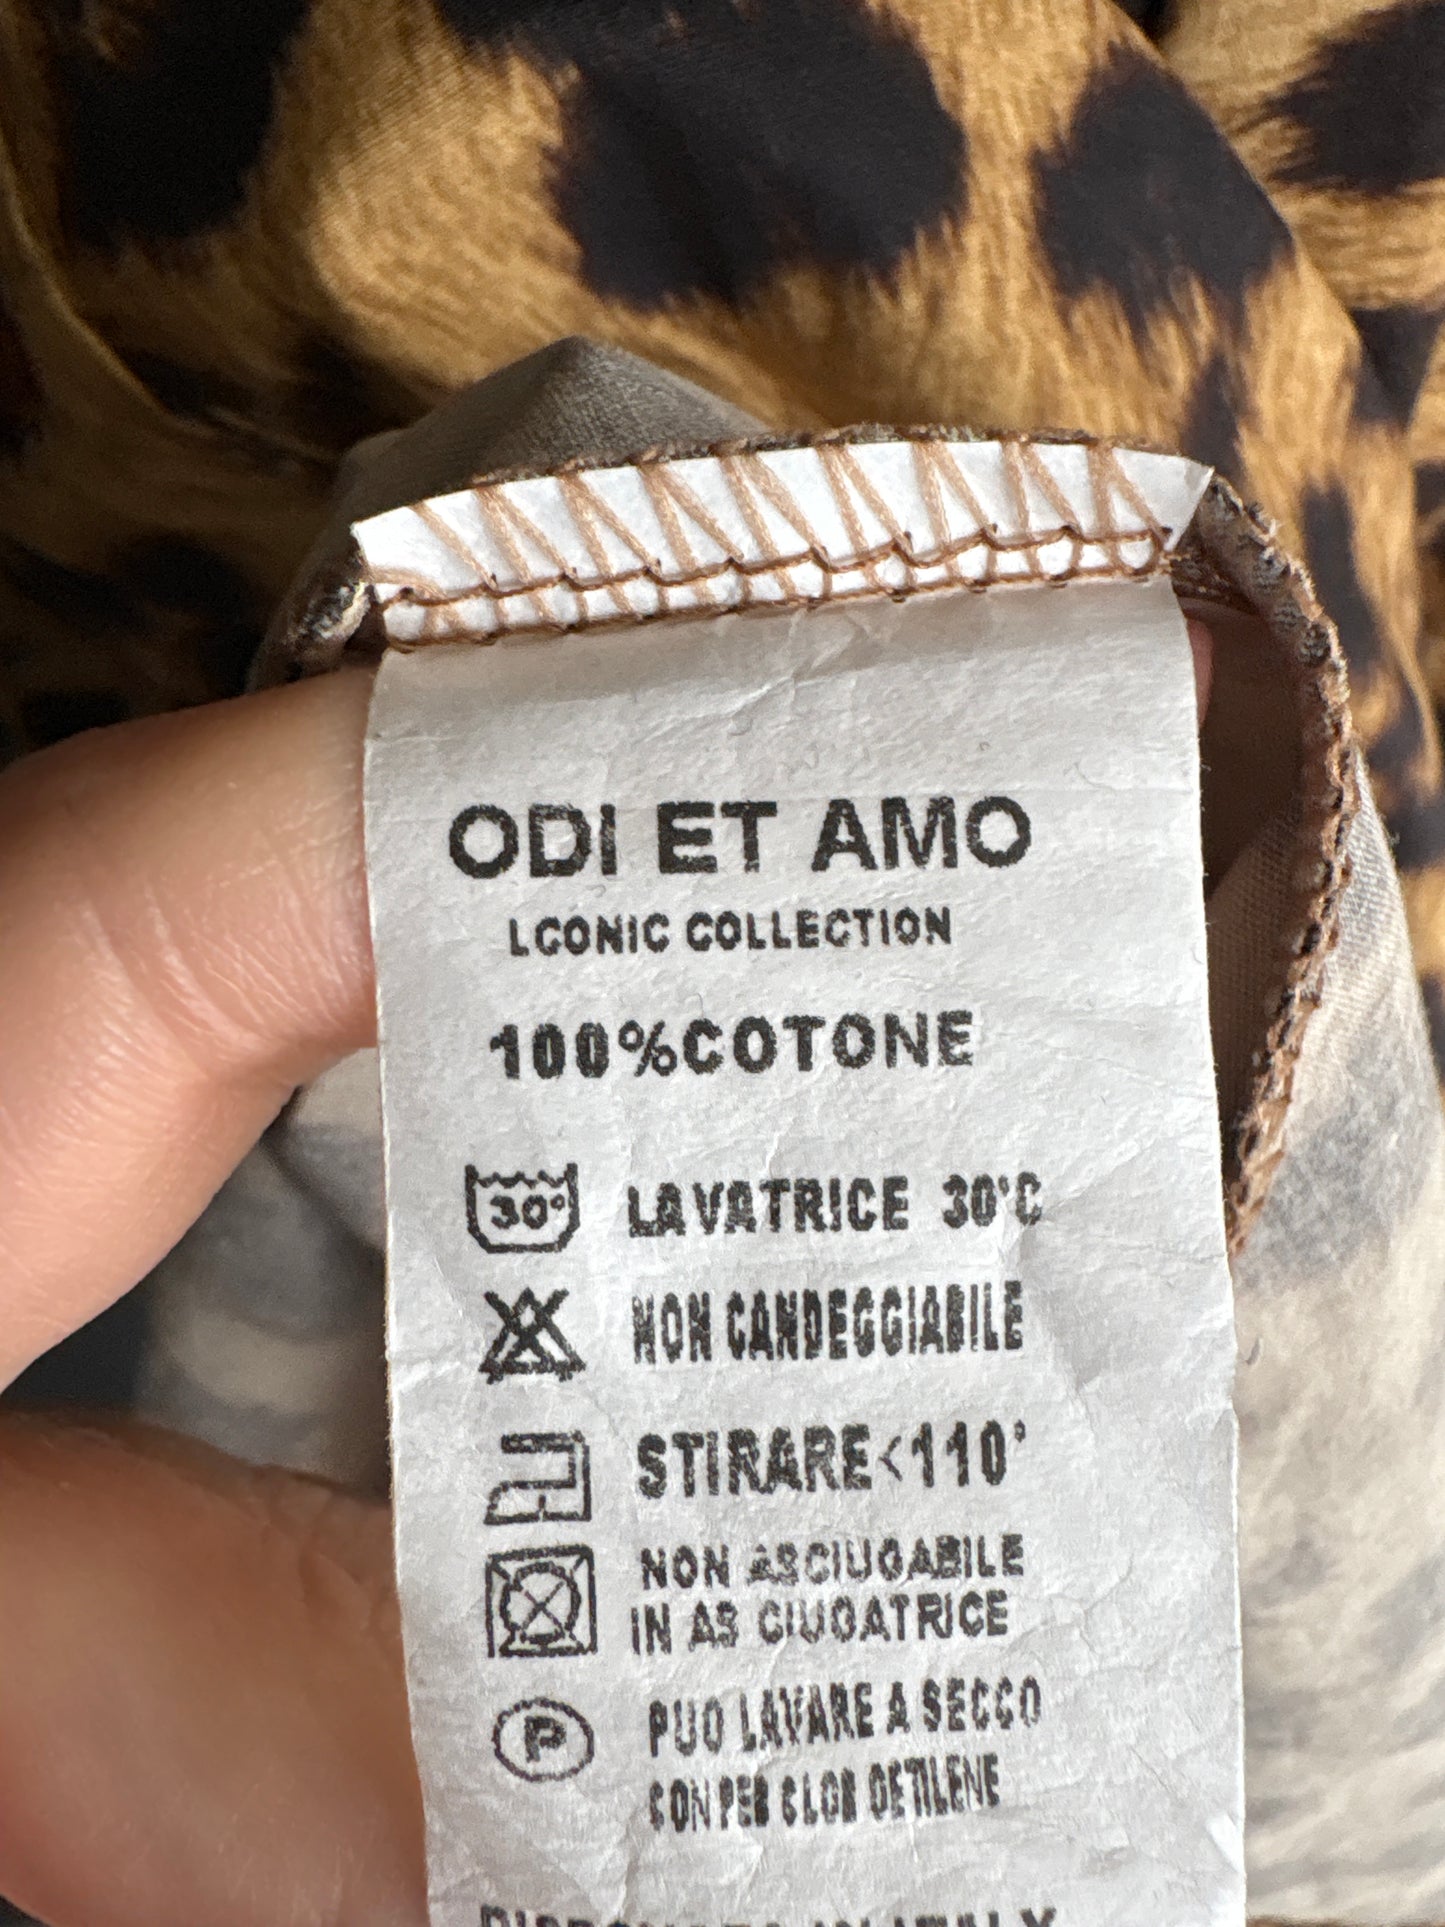 ODI ET AMO
LCONIC COLLECTION
100%COTONE
30° LAVATRICE 30°C
NON CANDEGGIABILE
STIRARE<110°
NON ASCIUGABILE
IN AS CIUGATRICE
P PUO LAVARE A SECCO
CON PER CLOR OETILENE